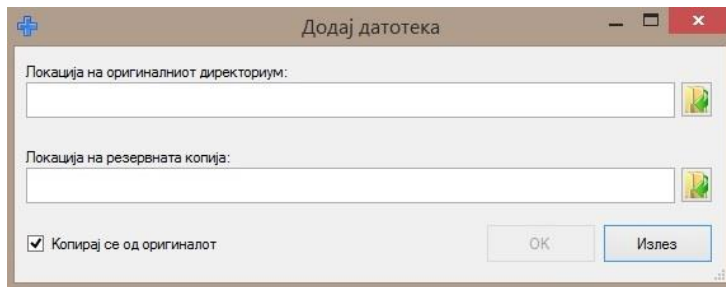 Додај датотека
Локација на оригиналниот директориум:
Локација на резервната копија:
Копирај се од оригиналот
OK
Излез